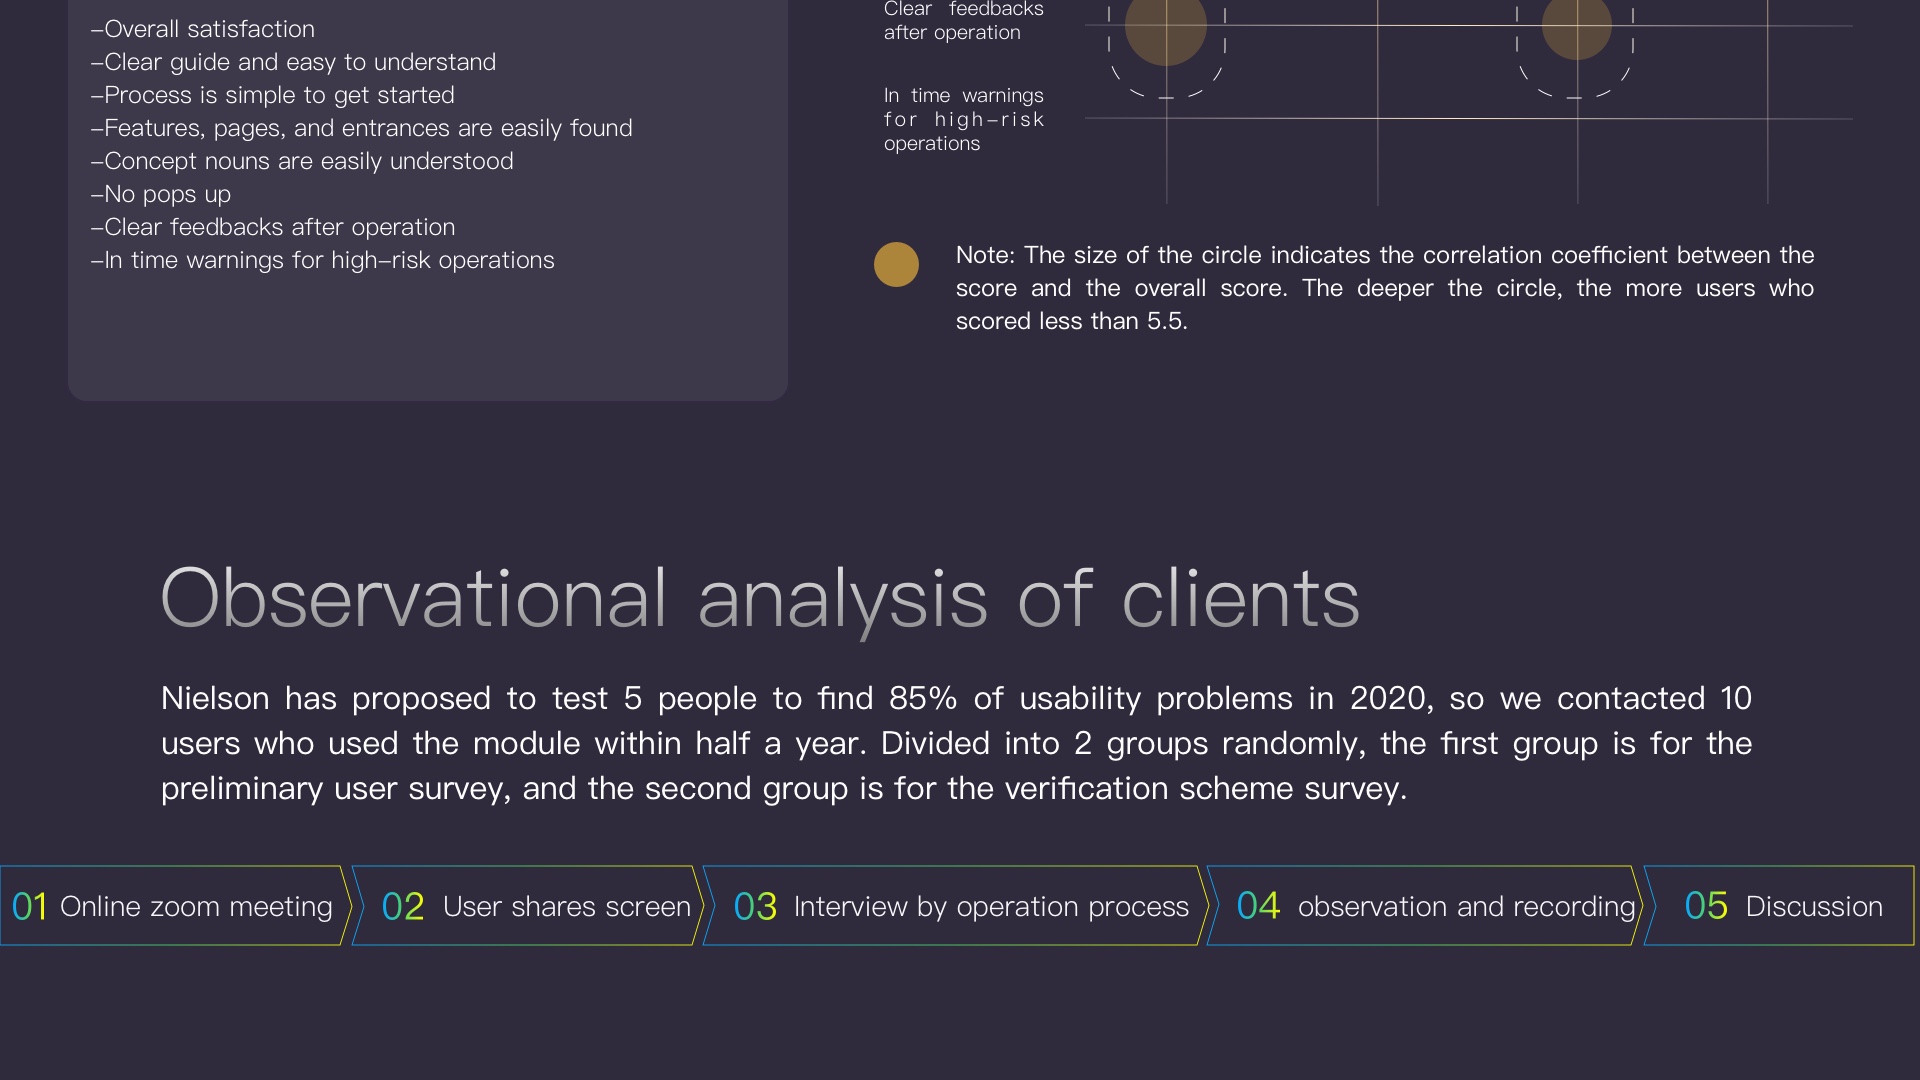 –Overall satisfaction
–Clear guide and easy to understand
–Process is simple to get started
–Features, pages, and entrances are easily found
–Concept nouns are easily understood
–No pops up
–Clear feedbacks after operation
–In time warnings for high–risk operations
Clear feedbacks
after operation
In time warnings
for high–risk
operations
Note: The size of the circle indicates the correlation coefficient between the
score and the overall score. The deeper the circle, the more users who
scored less than 5.5.
Observational analysis of clients
Nielson has proposed to test 5 people to find 85% of usability problems in 2020, so we contacted 10
users who used the module within half a year. Divided into 2 groups randomly, the first group is for the
preliminary user survey, and the second group is for the verification scheme survey.
01 Online zoom meeting
02 User shares screen
03 Interview by operation process
04 observation and recording
05 Discussion